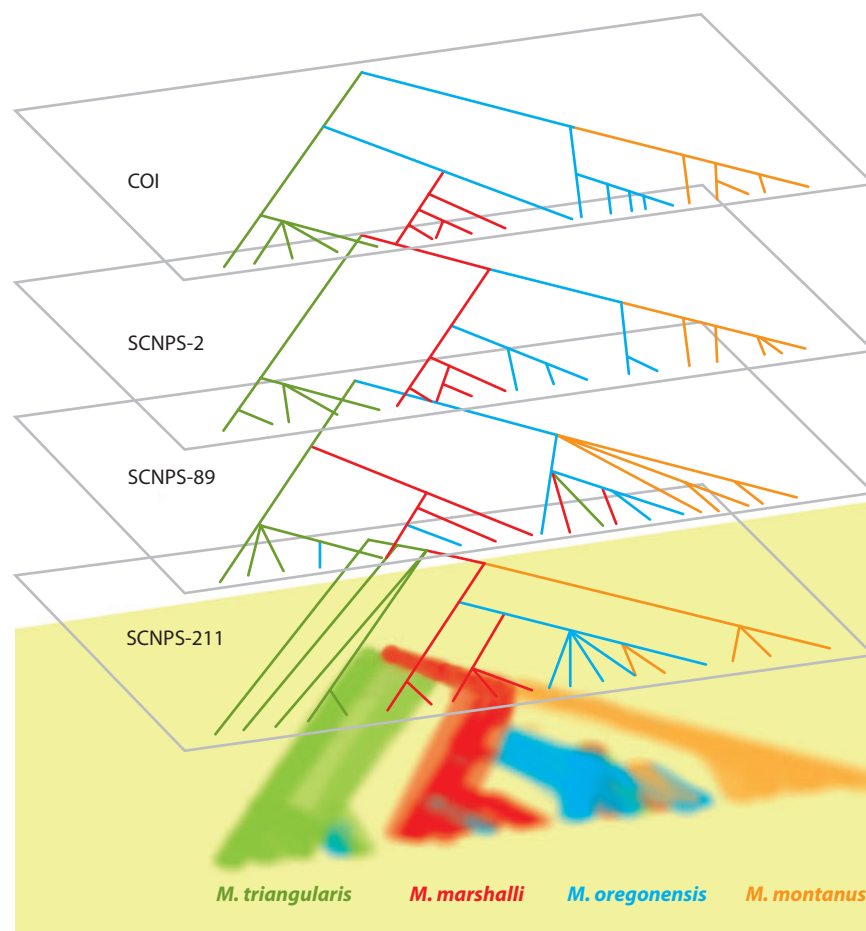 COI
SCNPS-2
SCNPS-89
SCNPS-211
M. triangularis M. marshalli M. oregonensis M. montanus